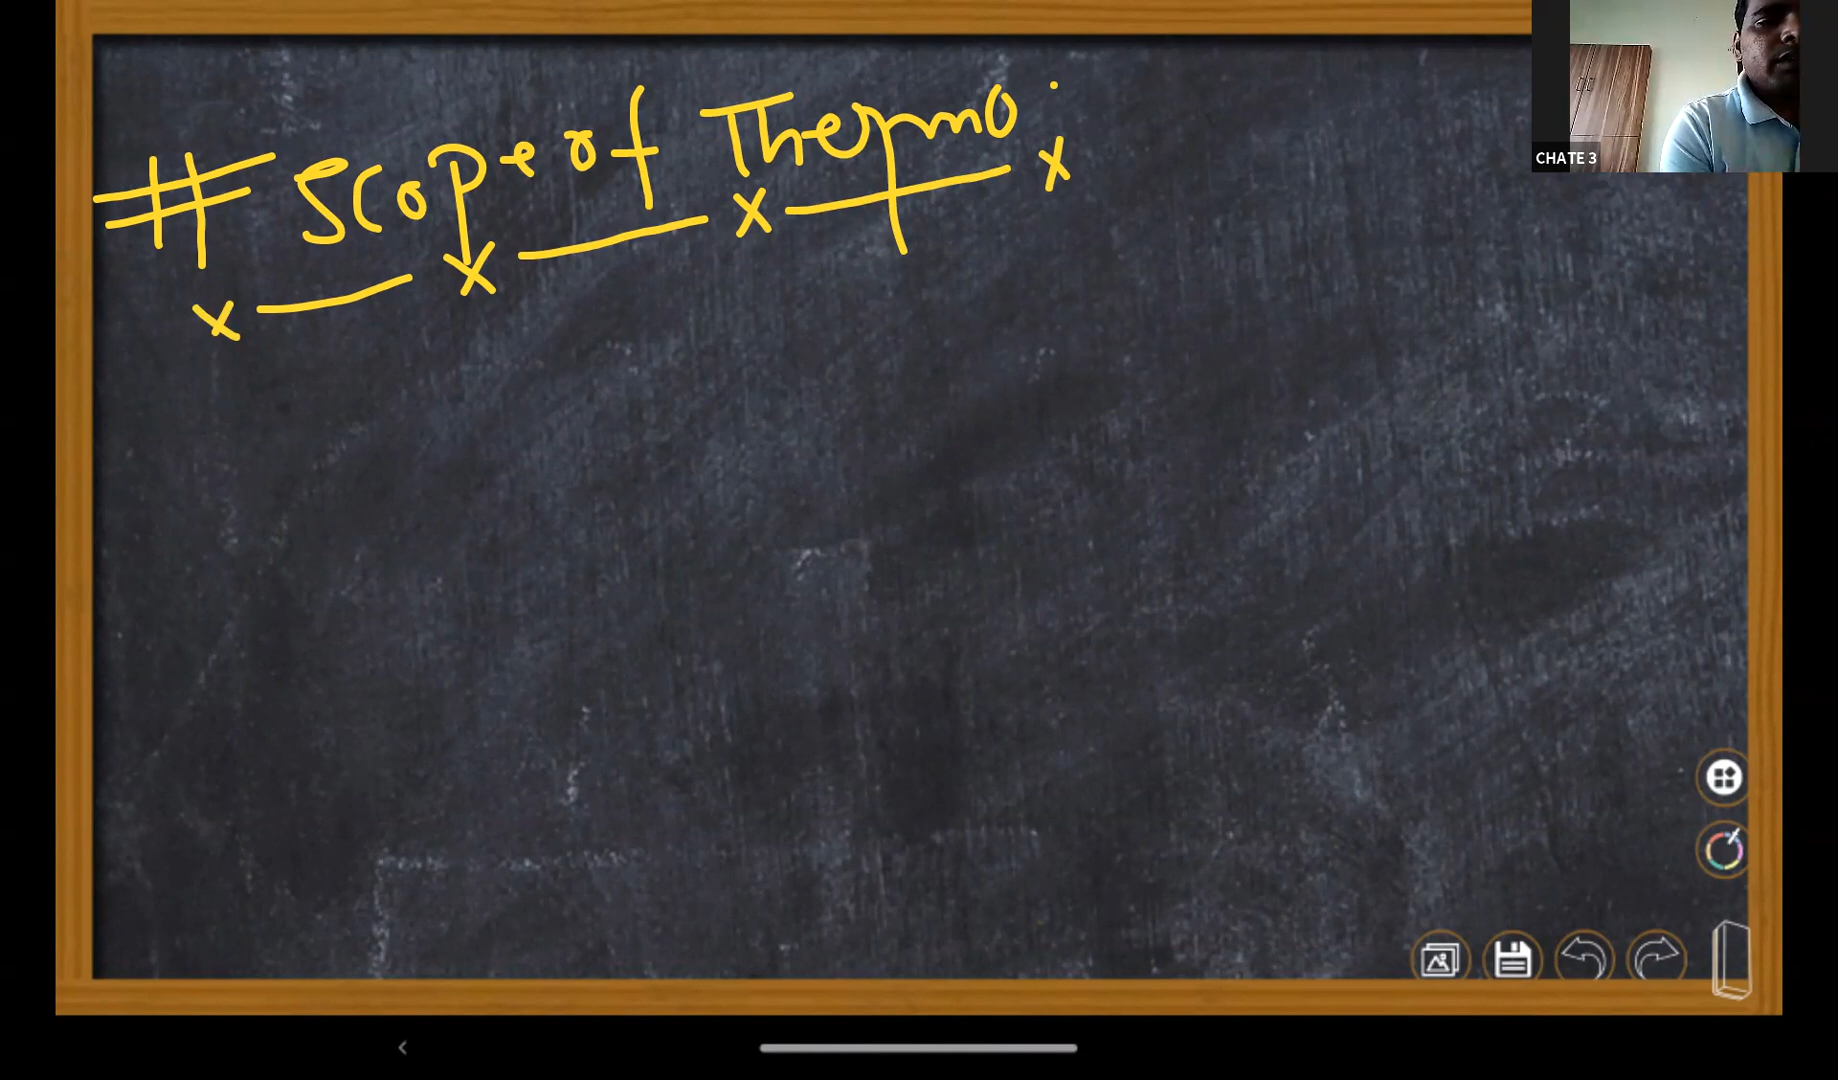 # Scope of Thermo.
x — x — x — x
CHATE 3